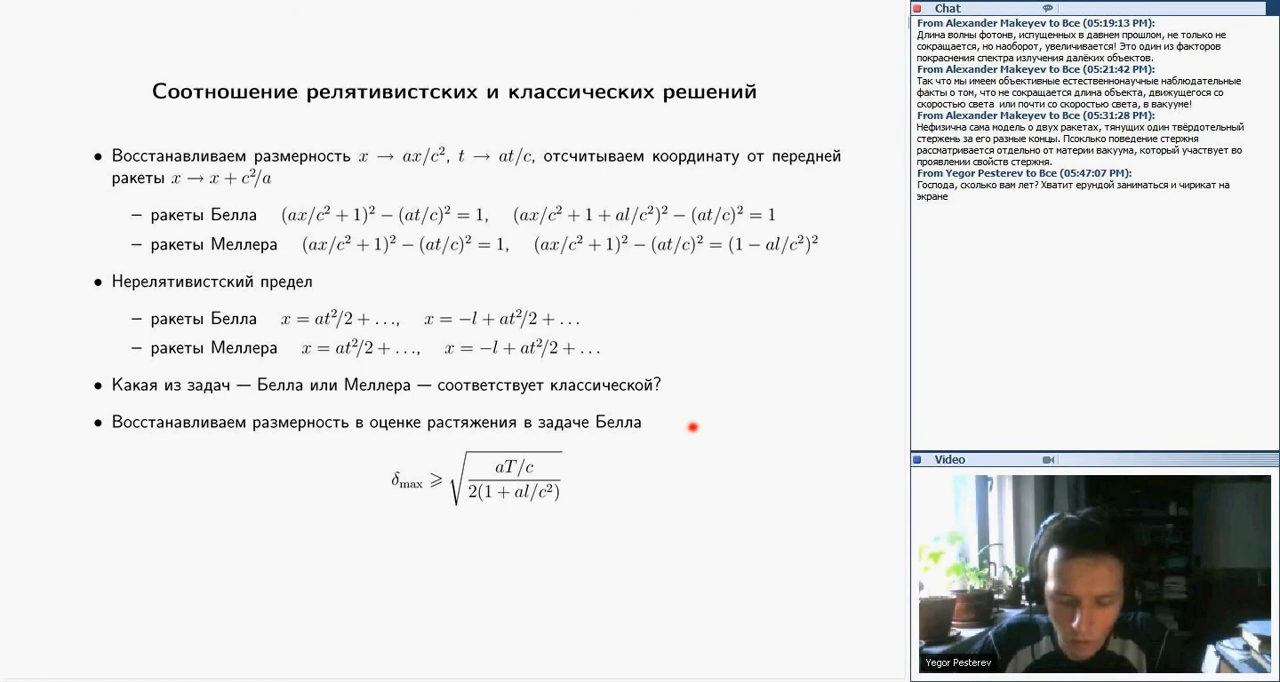 Соотношение релятивистских и классических решений
• Восстанавливаем размерность x → ax/c², t → at/c, отсчитываем координату от передней
ракеты x → x + c²/a
– ракеты Белла (ax/c² + 1)² − (at/c)² = 1, (ax/c² + 1 + al/c²)² − (at/c)² = 1
– ракеты Меллера (ax/c² + 1)² − (at/c)² = 1, (ax/c² + 1)² − (at/c)² = (1 − al/c²)²
• Нерелятивистский предел
– ракеты Белла x = at²/2 + . . ., x = −l + at²/2 + . . .
– ракеты Меллера x = at²/2 + . . ., x = −l + at²/2 + . . .
• Какая из задач — Белла или Меллера — соответствует классической?
• Восстанавливаем размерность в оценке растяжения в задаче Белла
δmax ⩾ √(aT/c / 2(1 + al/c²))
Chat
From Alexander Makeyev to Все (05:19:13 PM):
Длина волны фотонв, испущенных в давнем прошлом, не только не
сокращается, но наоборот, увеличивается! Это один из факторов
покраснения спектра излучения далёких объектов.
From Alexander Makeyev to Все (05:21:42 PM):
Так что мы имеем объективные естественнонаучные наблюдательные
факты о том, что не сокращается длина объекта, движущегося со
скоростью света или почти со скоростью света, в вакууме!
From Alexander Makeyev to Все (05:31:28 PM):
Нефизична сама модель о двух ракетах, тянущих один твёрдотельный
стержень за его разные концы. Псоколько поведение стержня
рассматривается отдельно от материи вакуума, который участвует во
проявлении свойств стержня.
From Yegor Pesterev to Все (05:47:07 PM):
Господа, сколько вам лет? Хватит ерундой заниматься и чирикат на
экране
Video
Yegor Pesterev